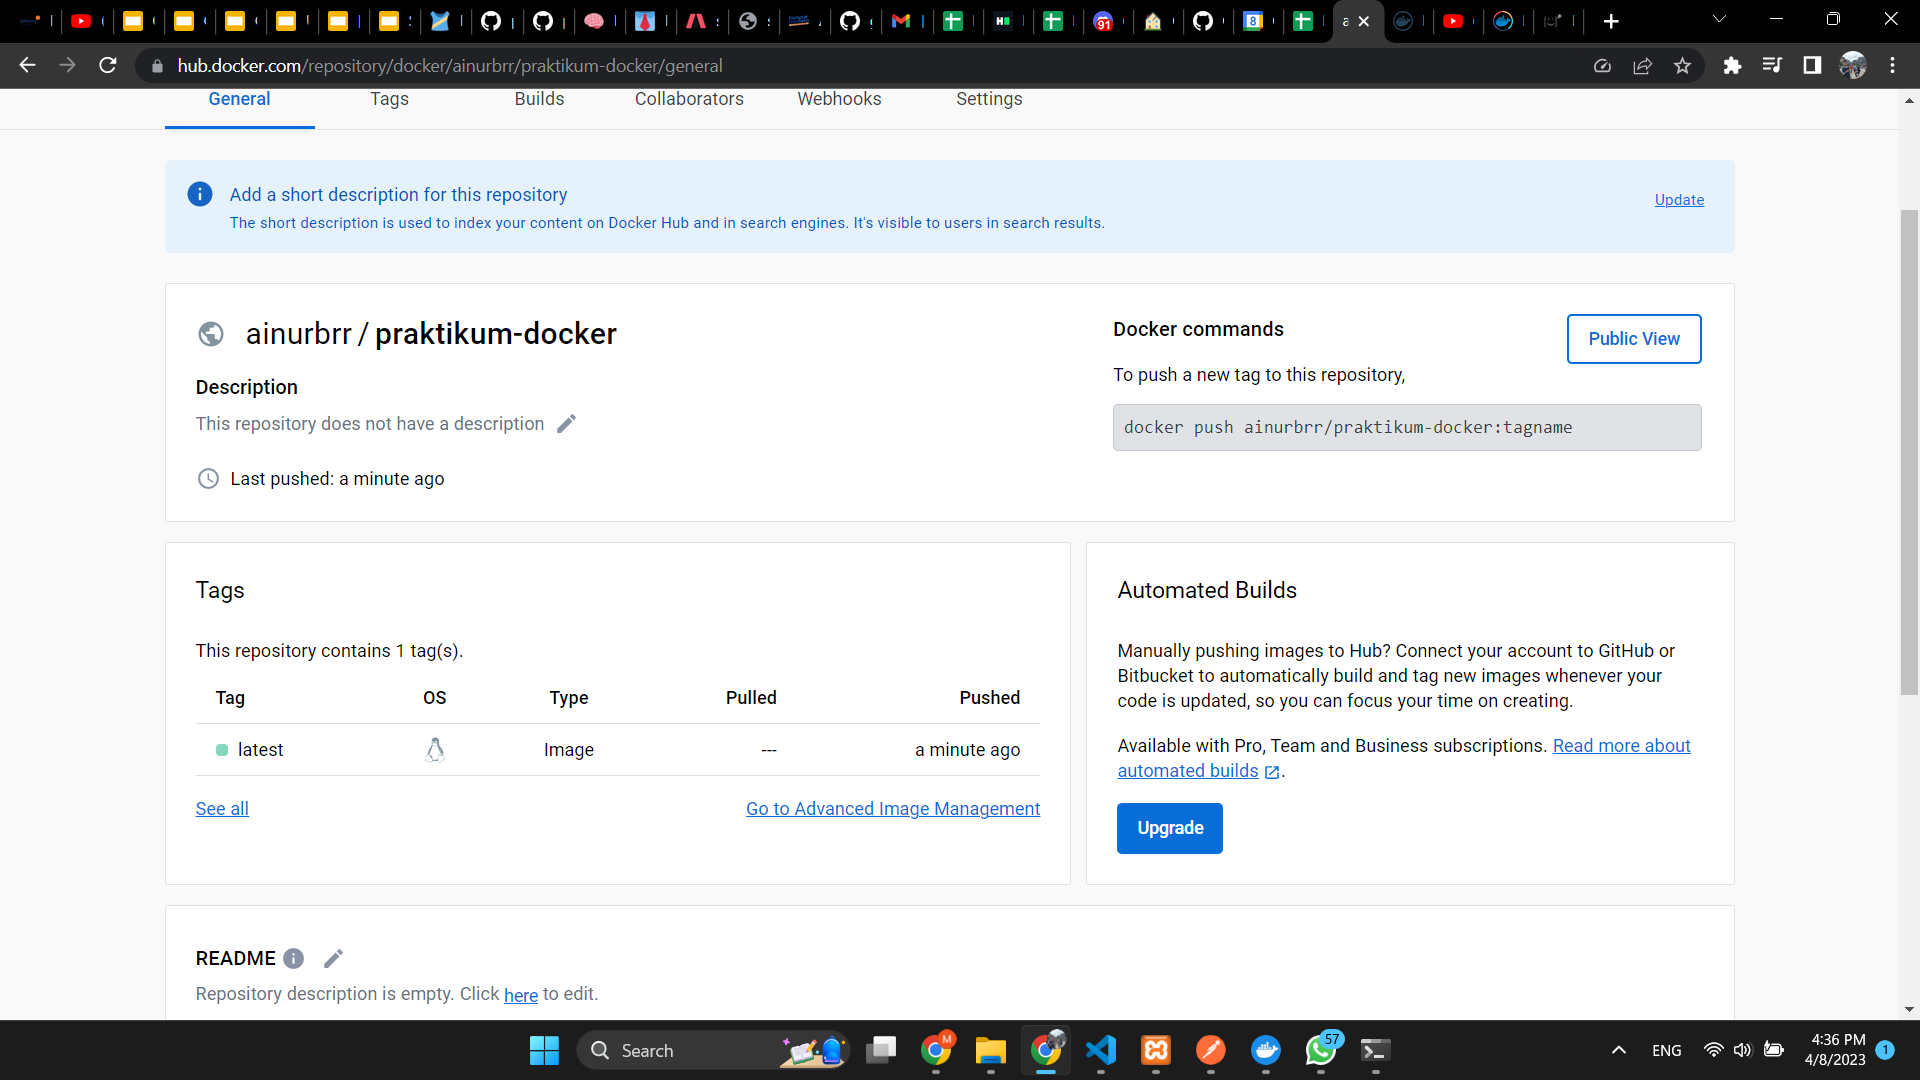 hub.docker.com/repository/docker/ainurbrr/praktikum-docker/general
General Tags Builds Collaborators Webhooks Settings
Add a short description for this repository
Update
The short description is used to index your content on Docker Hub and in search engines. It's visible to users in search results.
ainurbrr / praktikum-docker
Description
This repository does not have a description
Last pushed: a minute ago
Docker commands
Public View
To push a new tag to this repository,
docker push ainurbrr/praktikum-docker:tagname
Tags
This repository contains 1 tag(s).
Tag OS Type Pulled Pushed
latest Image --- a minute ago
See all Go to Advanced Image Management
Automated Builds
Manually pushing images to Hub? Connect your account to GitHub or
Bitbucket to automatically build and tag new images whenever your
code is updated, so you can focus your time on creating.
Available with Pro, Team and Business subscriptions. Read more about
automated builds .
Upgrade
README
Repository description is empty. Click here to edit.
Search
M
57
ENG
4:36 PM
4/8/2023
1